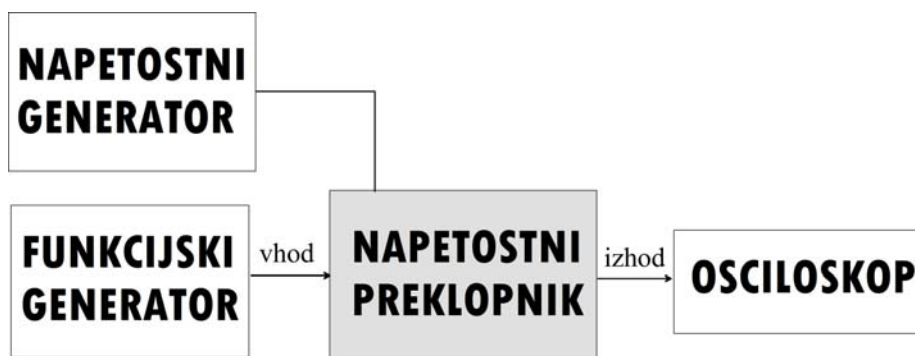 NAPETOSTNI
GENERATOR
FUNKCIJSKI
GENERATOR
vhod
NAPETOSTNI
PREKLOPNIK
izhod
OSCILOSKOP